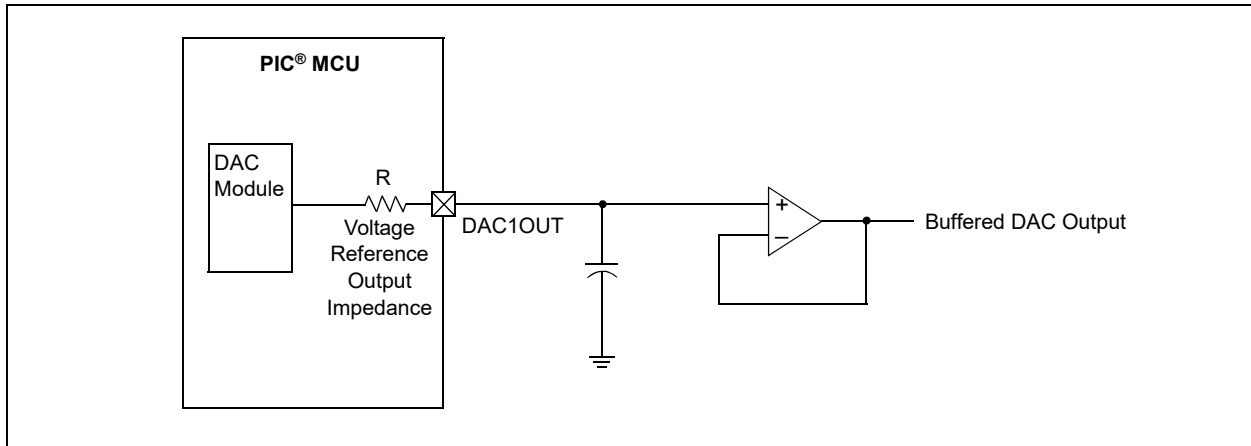 PIC® MCU
DAC
Module
R
Voltage
Reference
Output
Impedance
DAC1OUT
+
–
Buffered DAC Output